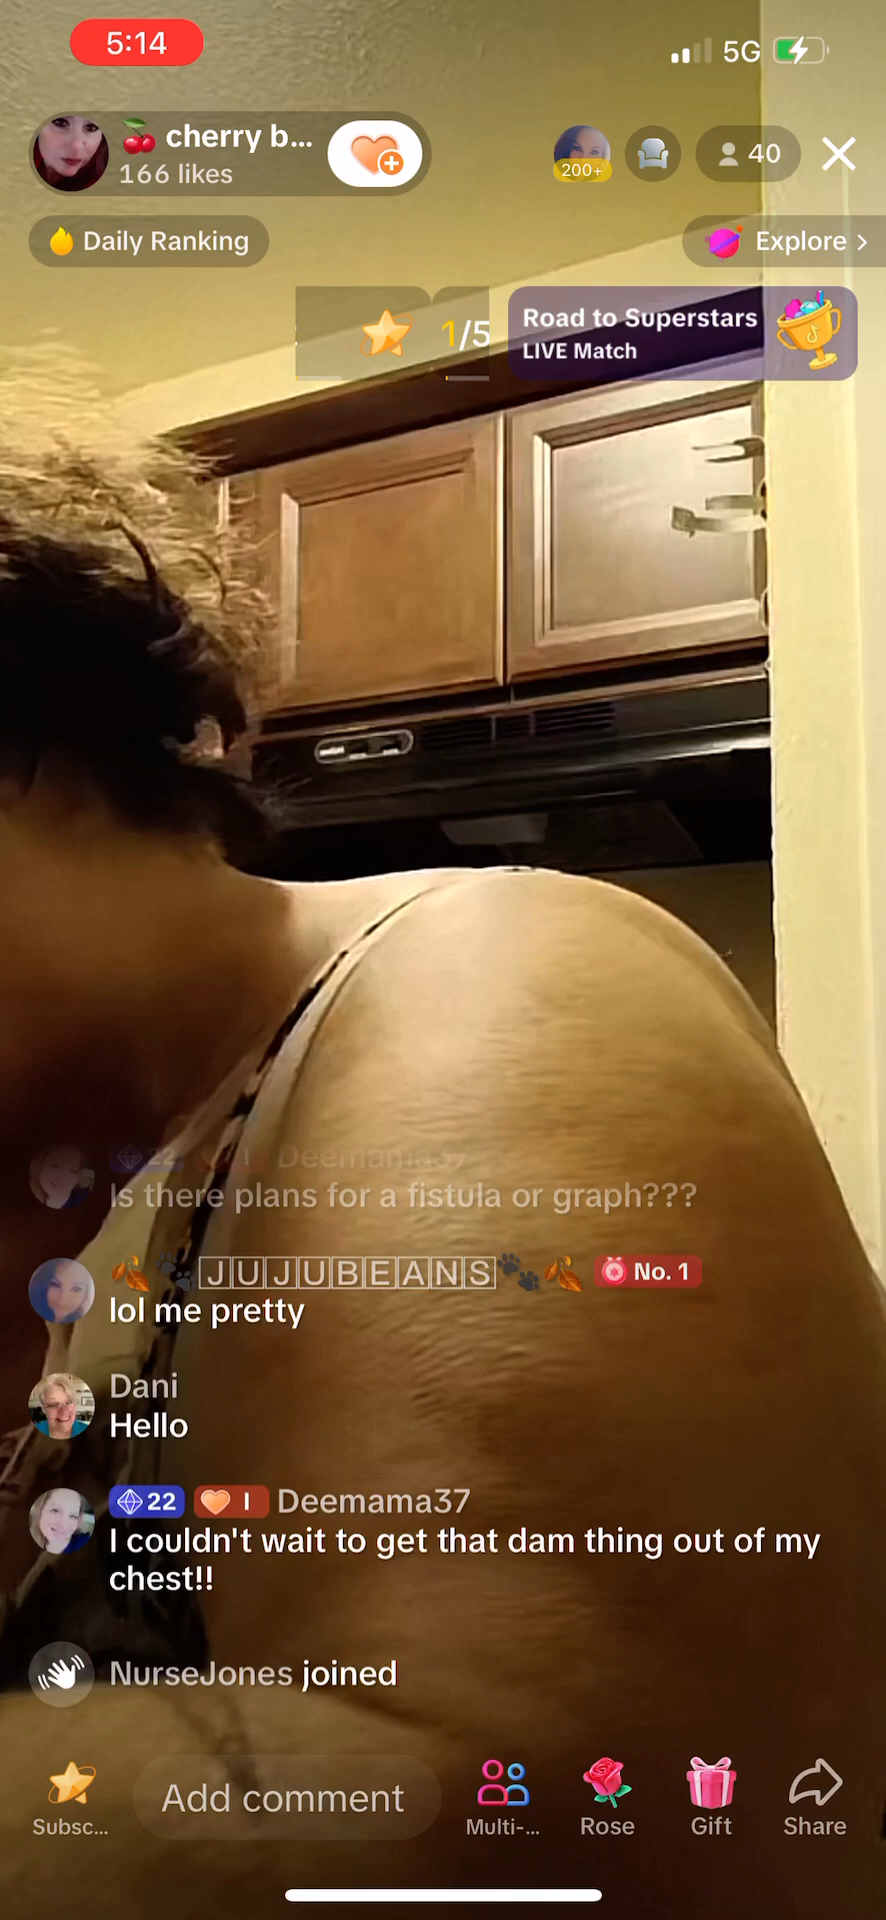 5:14
5G
🍒 cherry b...
166 likes
200+
40
Daily Ranking
Explore >
1/5
Road to Superstars
LIVE Match
22 I Deemama37
Is there plans for a fistula or graph???
🍂🐾🄹🅄🄹🅄🄱🄴🄰🄽🅂🐾🍂 No. 1
lol me pretty
Dani
Hello
22 I Deemama37
I couldn't wait to get that dam thing out of my
chest!!
NurseJones joined
Subsc...
Add comment
Multi-...
Rose
Gift
Share